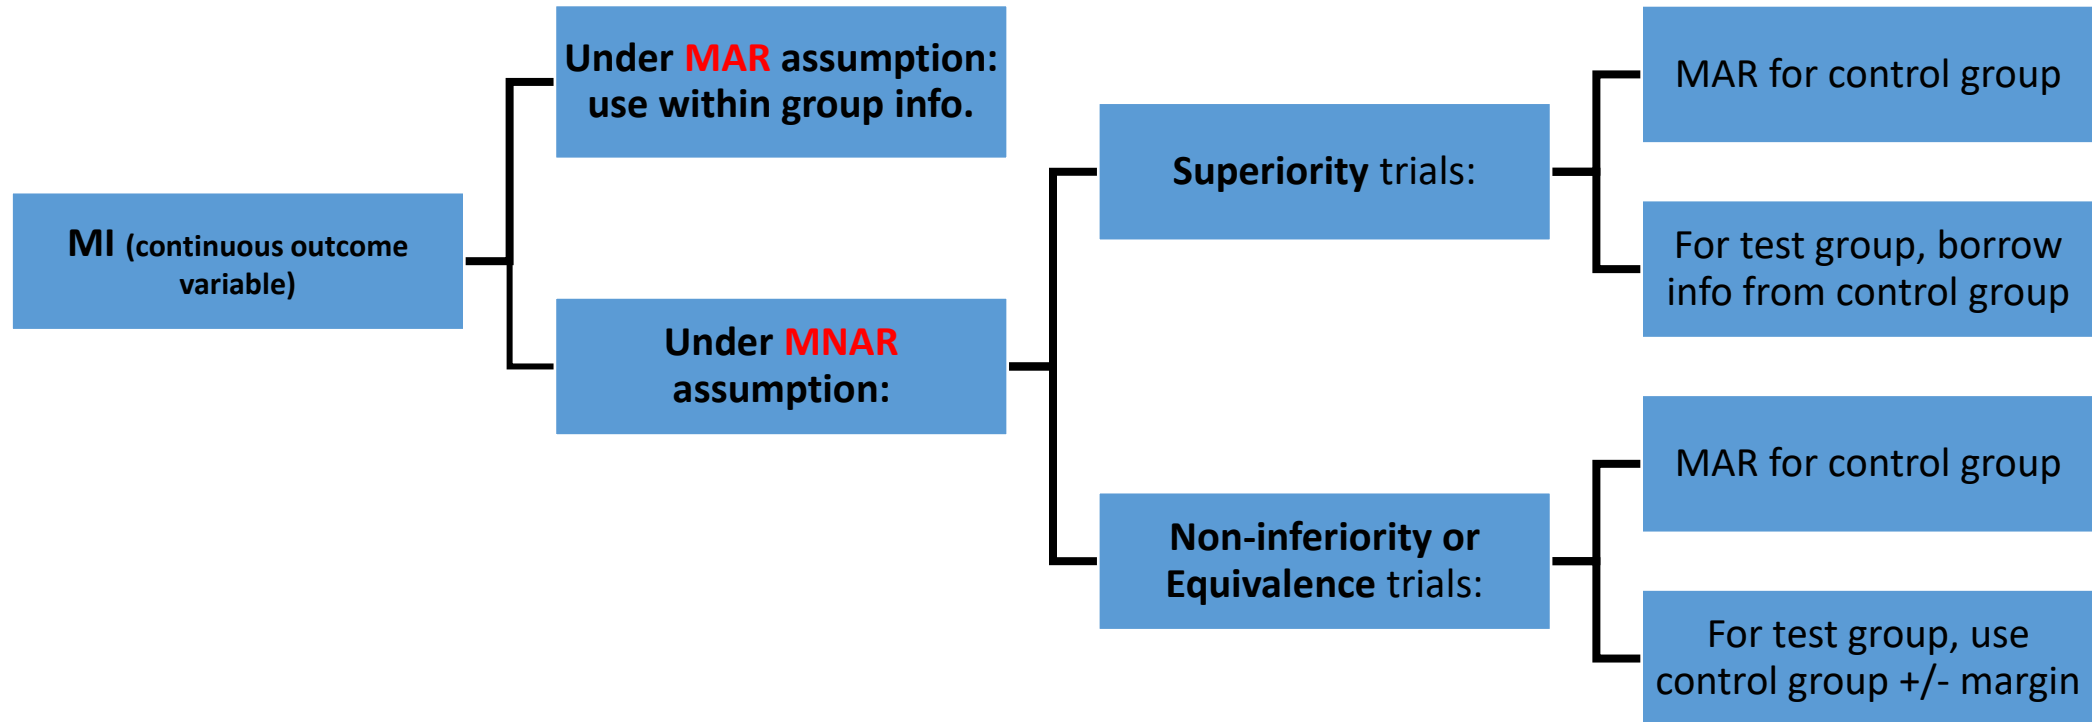 MI (continuous outcome
variable)
Under MAR assumption:
use within group info.
Under MNAR
assumption:
Superiority trials:
MAR for control group
For test group, borrow
info from control group
Non-inferiority or
Equivalence trials:
MAR for control group
For test group, use
control group +/- margin